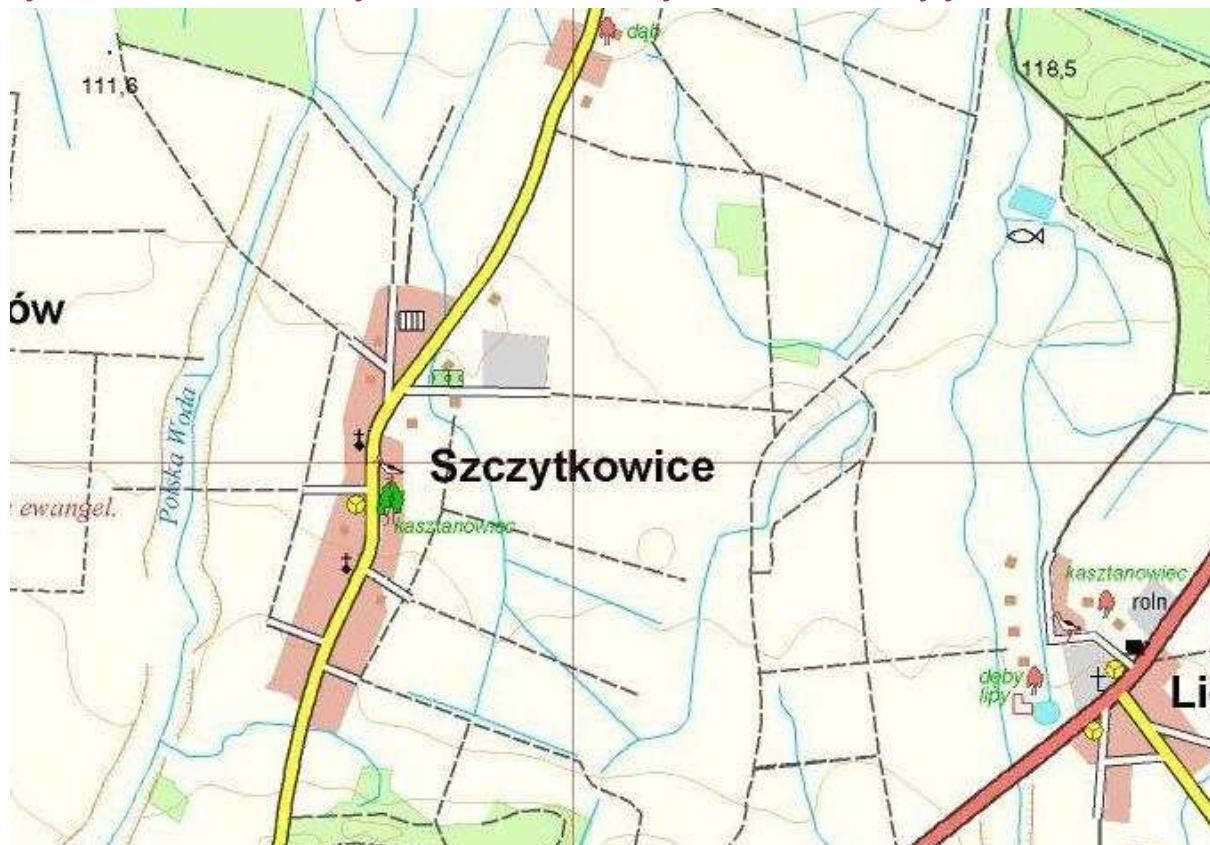 dąb
111,6
118,5
ów
Polska Woda
Szczytkowice
ewangel.
kasztanowiec
kasztanowiec
roln.
dęby
lipy
Li